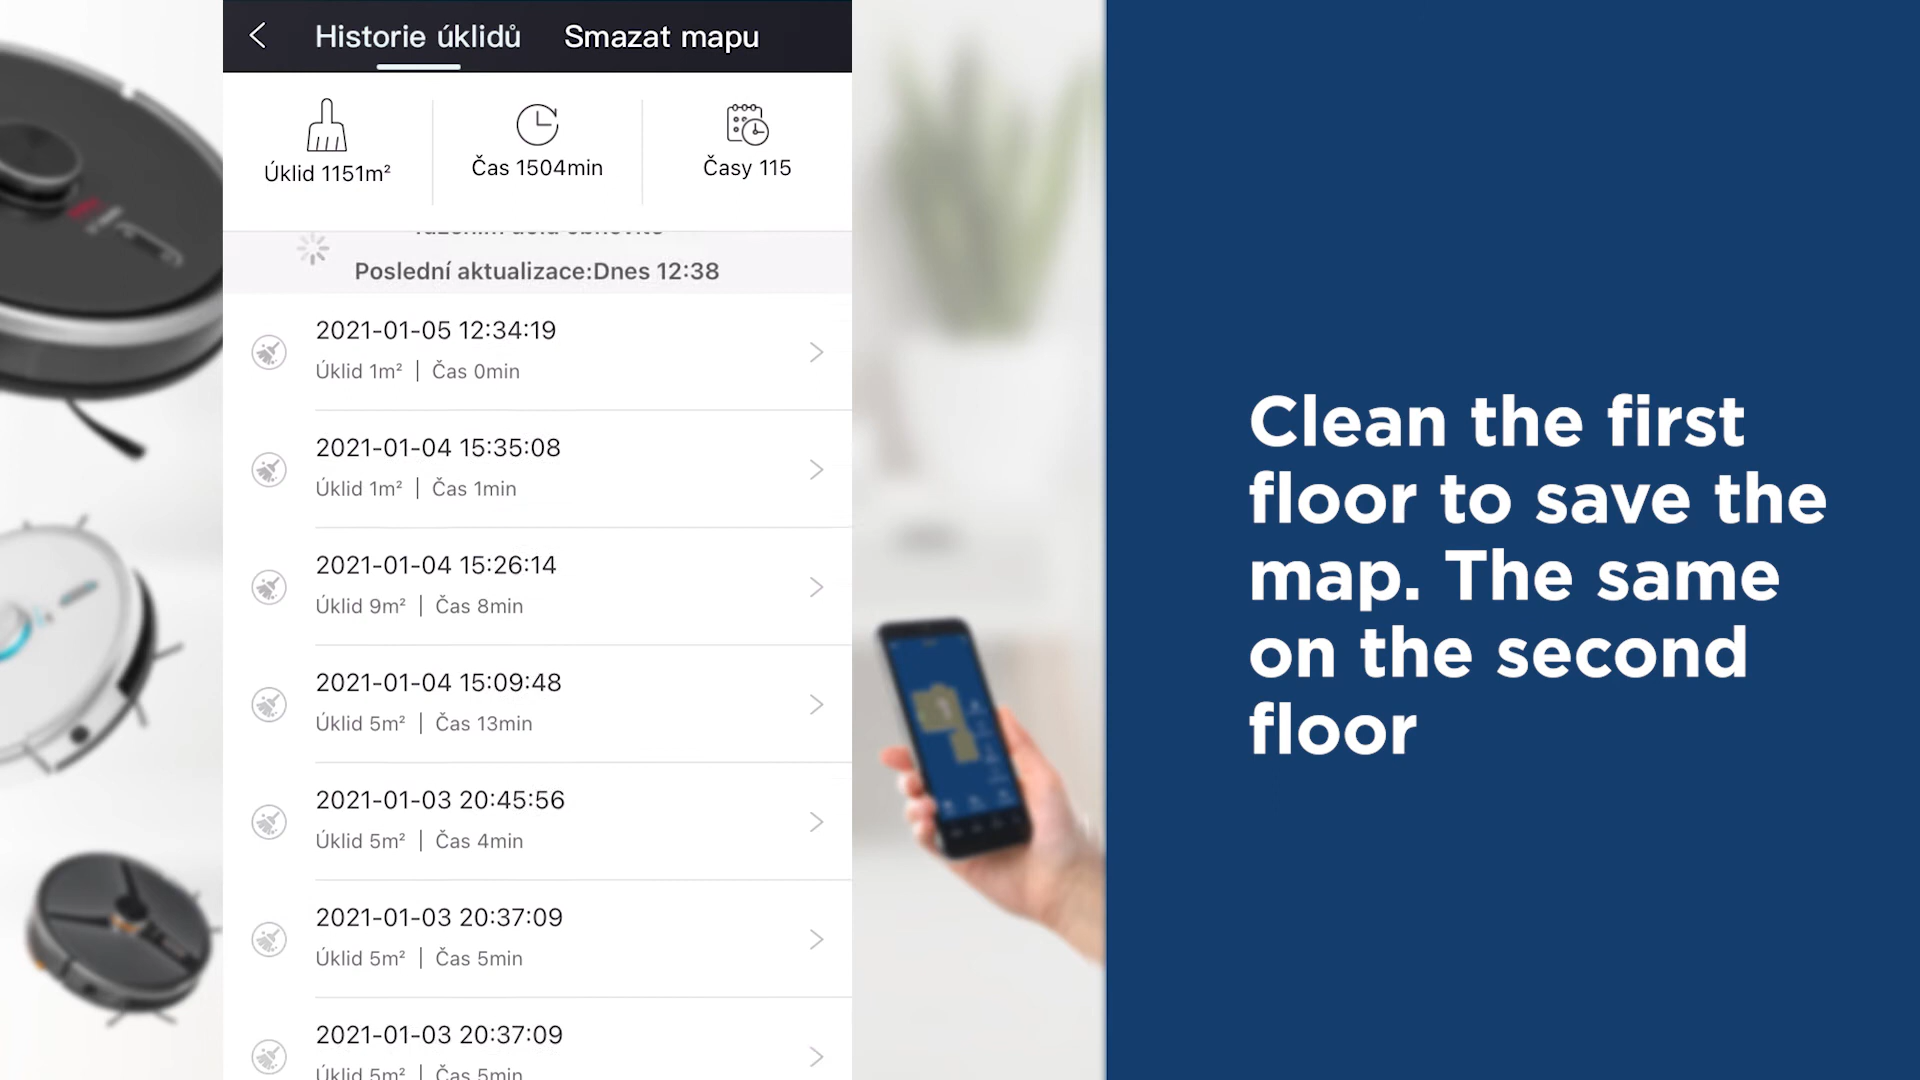 Historie úklidů
Smazat mapu
Úklid 1151m²
Čas 1504min
Časy 115
Poslední aktualizace:Dnes 12:38
2021-01-05 12:34:19
Úklid 1m² | Čas 0min
2021-01-04 15:35:08
Úklid 1m² | Čas 1min
2021-01-04 15:26:14
Úklid 9m² | Čas 8min
2021-01-04 15:09:48
Úklid 5m² | Čas 13min
2021-01-03 20:45:56
Úklid 5m² | Čas 4min
2021-01-03 20:37:09
Úklid 5m² | Čas 5min
2021-01-03 20:37:09
Úklid 5m² | Čas 5min
Clean the first
floor to save the
map. The same
on the second
floor